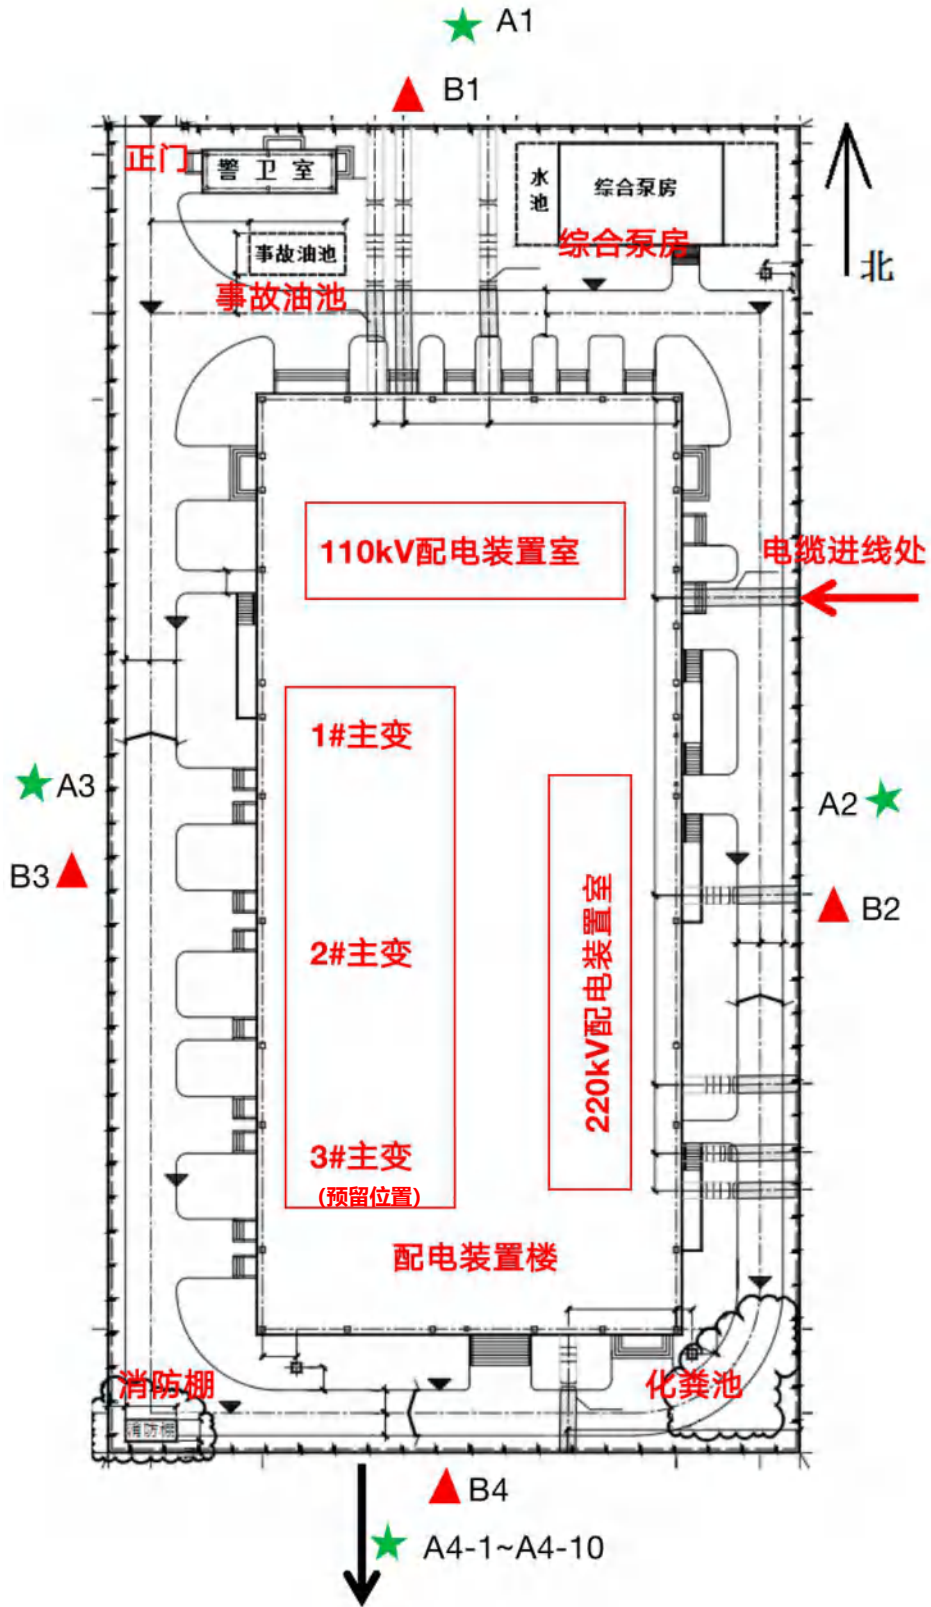 A1
B1
正门
警卫室
水池
综合泵房
综合泵房
北
事故油池
事故油池
110kV配电装置室
电缆进线处
1#主变
A3
A2
B3
B2
220kV配电装置室
2#主变
3#主变
(预留位置)
配电装置楼
消防棚
化粪池
消防棚
B4
A4-1~A4-10